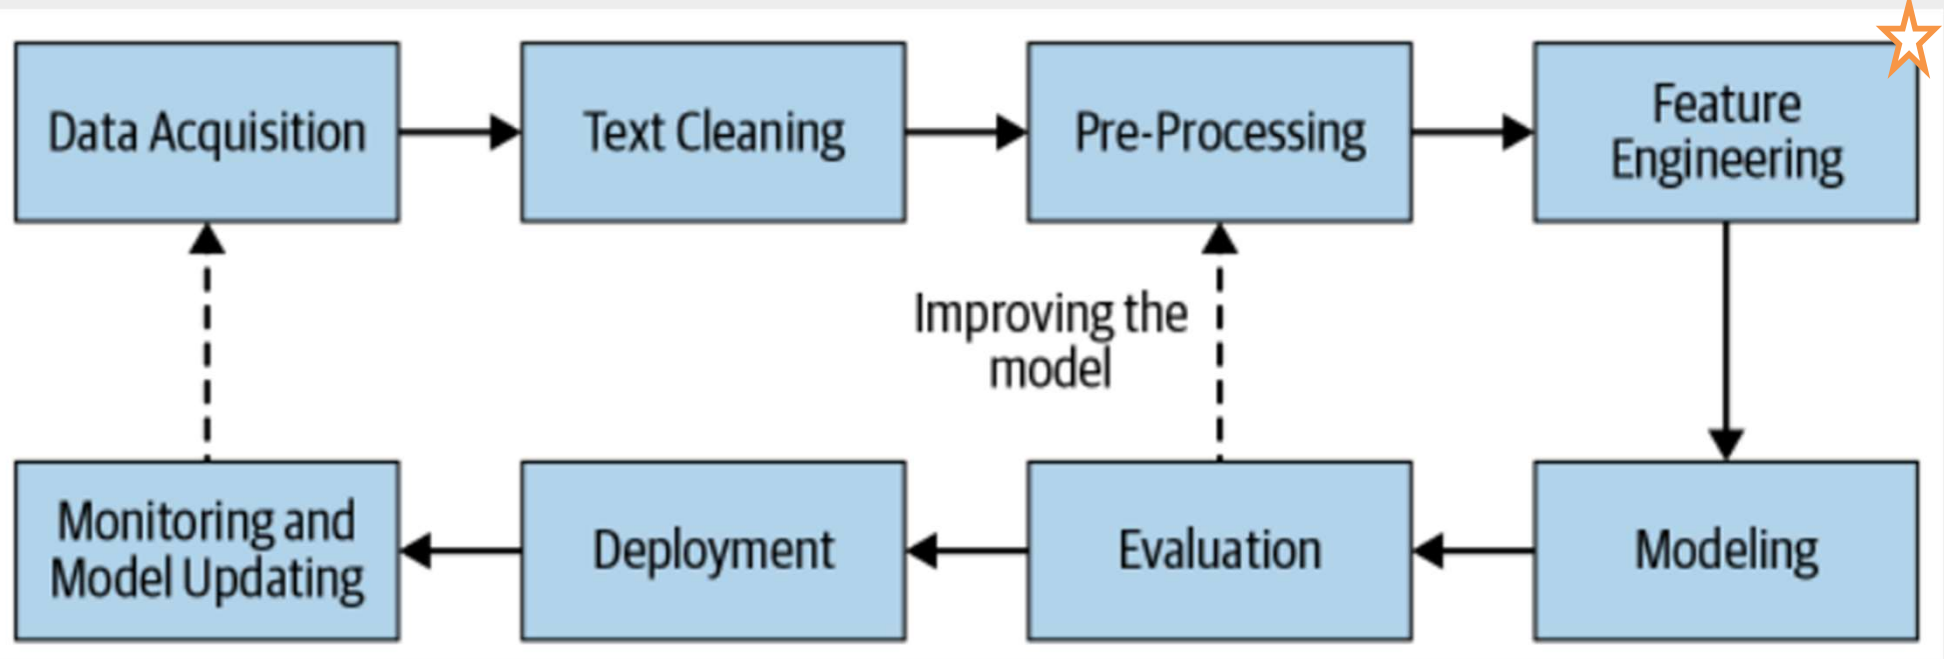 Data Acquisition
Text Cleaning
Pre-Processing
Feature
Engineering
Improving the
model
Monitoring and
Model Updating
Deployment
Evaluation
Modeling